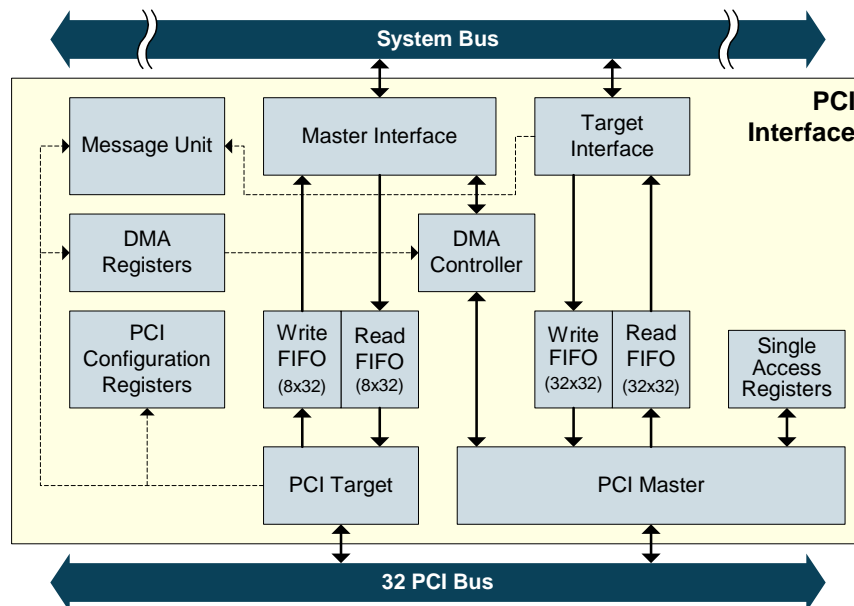 System Bus
PCI
Interface
Message Unit
Master Interface
Target
Interface
DMA
Registers
DMA
Controller
PCI
Configuration
Registers
Write
FIFO
(8x32)
Read
FIFO
(8x32)
Write
FIFO
(32x32)
Read
FIFO
(32x32)
Single
Access
Registers
PCI Target
PCI Master
32 PCI Bus